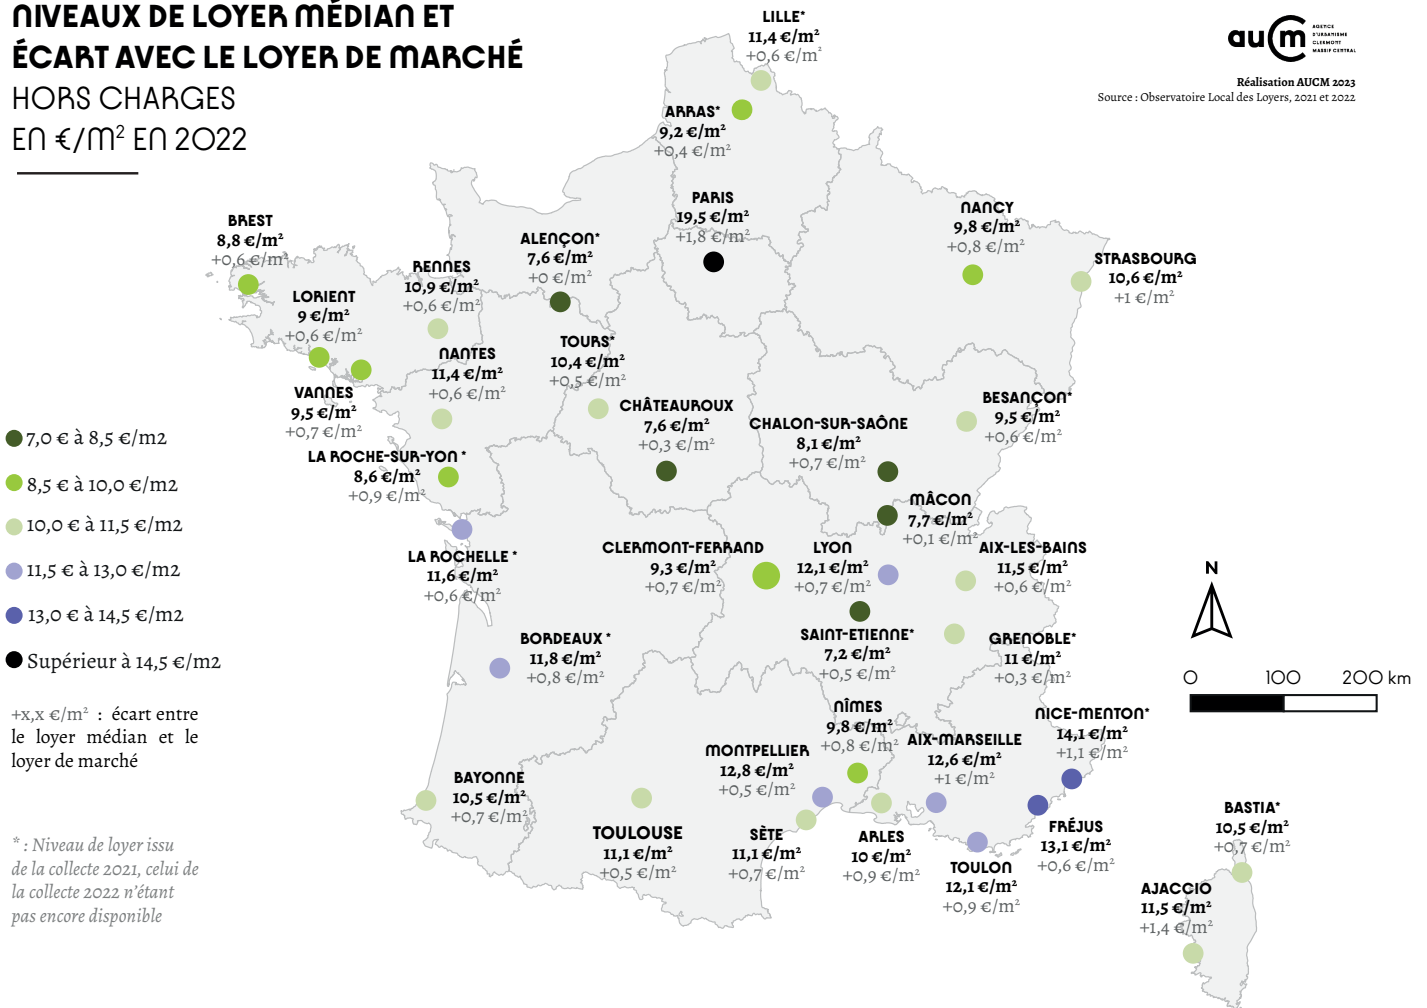 NIVEAUX DE LOYER MÉDIAN ET
ÉCART AVEC LE LOYER DE MARCHÉ
HORS CHARGES
EN €/M² EN 2022
aucm
AGENCE
D'URBANISME
CLERMONT
MASSIF CENTRAL
Réalisation AUCM 2023
Source : Observatoire Local des Loyers, 2021 et 2022
LILLE*
11,4 €/m²
+0,6 €/m²
ARRAS*
9,2 €/m²
+0,4 €/m²
PARIS
19,5 €/m²
+1,8 €/m²
NANCY
9,8 €/m²
+0,8 €/m²
STRASBOURG
10,6 €/m²
+1 €/m²
BREST
8,8 €/m²
+0,6 €/m²
ALENÇON*
7,6 €/m²
+0 €/m²
RENNES
10,9 €/m²
+0,6 €/m²
LORIENT
9 €/m²
+0,6 €/m²
TOURS*
10,4 €/m²
+0,5 €/m²
NANTES
11,4 €/m²
+0,6 €/m²
VANNES
9,5 €/m²
+0,7 €/m²
CHÂTEAUROUX
7,6 €/m²
+0,3 €/m²
CHALON-SUR-SAÔNE
8,1 €/m²
+0,7 €/m²
BESANÇON*
9,5 €/m²
+0,6 €/m²
LA ROCHE-SUR-YON *
8,6 €/m²
+0,9 €/m²
MÂCON
7,7 €/m²
+0,1 €/m²
LA ROCHELLE *
11,6 €/m²
+0,6 €/m²
CLERMONT-FERRAND
9,3 €/m²
+0,7 €/m²
LYON
12,1 €/m²
+0,7 €/m²
AIX-LES-BAINS
11,5 €/m²
+0,6 €/m²
BORDEAUX *
11,8 €/m²
+0,8 €/m²
SAINT-ETIENNE*
7,2 €/m²
+0,5 €/m²
GRENOBLE*
11 €/m²
+0,3 €/m²
NÎMES
9,8 €/m²
+0,8 €/m²
NICE-MENTON*
14,1 €/m²
+1,1 €/m²
MONTPELLIER
12,8 €/m²
+0,5 €/m²
AIX-MARSEILLE
12,6 €/m²
+1 €/m²
BAYONNE
10,5 €/m²
+0,7 €/m²
TOULOUSE
11,1 €/m²
+0,5 €/m²
SÈTE
11,1 €/m²
+0,7 €/m²
ARLES
10 €/m²
+0,9 €/m²
TOULON
12,1 €/m²
+0,9 €/m²
FRÉJUS
13,1 €/m²
+0,6 €/m²
BASTIA*
10,5 €/m²
+0,7 €/m²
AJACCIO
11,5 €/m²
+1,4 €/m²
7,0 € à 8,5 €/m2
8,5 € à 10,0 €/m2
10,0 € à 11,5 €/m2
11,5 € à 13,0 €/m2
13,0 € à 14,5 €/m2
Supérieur à 14,5 €/m2
+x,x €/m² : écart entre
le loyer médian et le
loyer de marché
* : Niveau de loyer issu
de la collecte 2021, celui de
la collecte 2022 n'étant
pas encore disponible
N
0 100 200 km